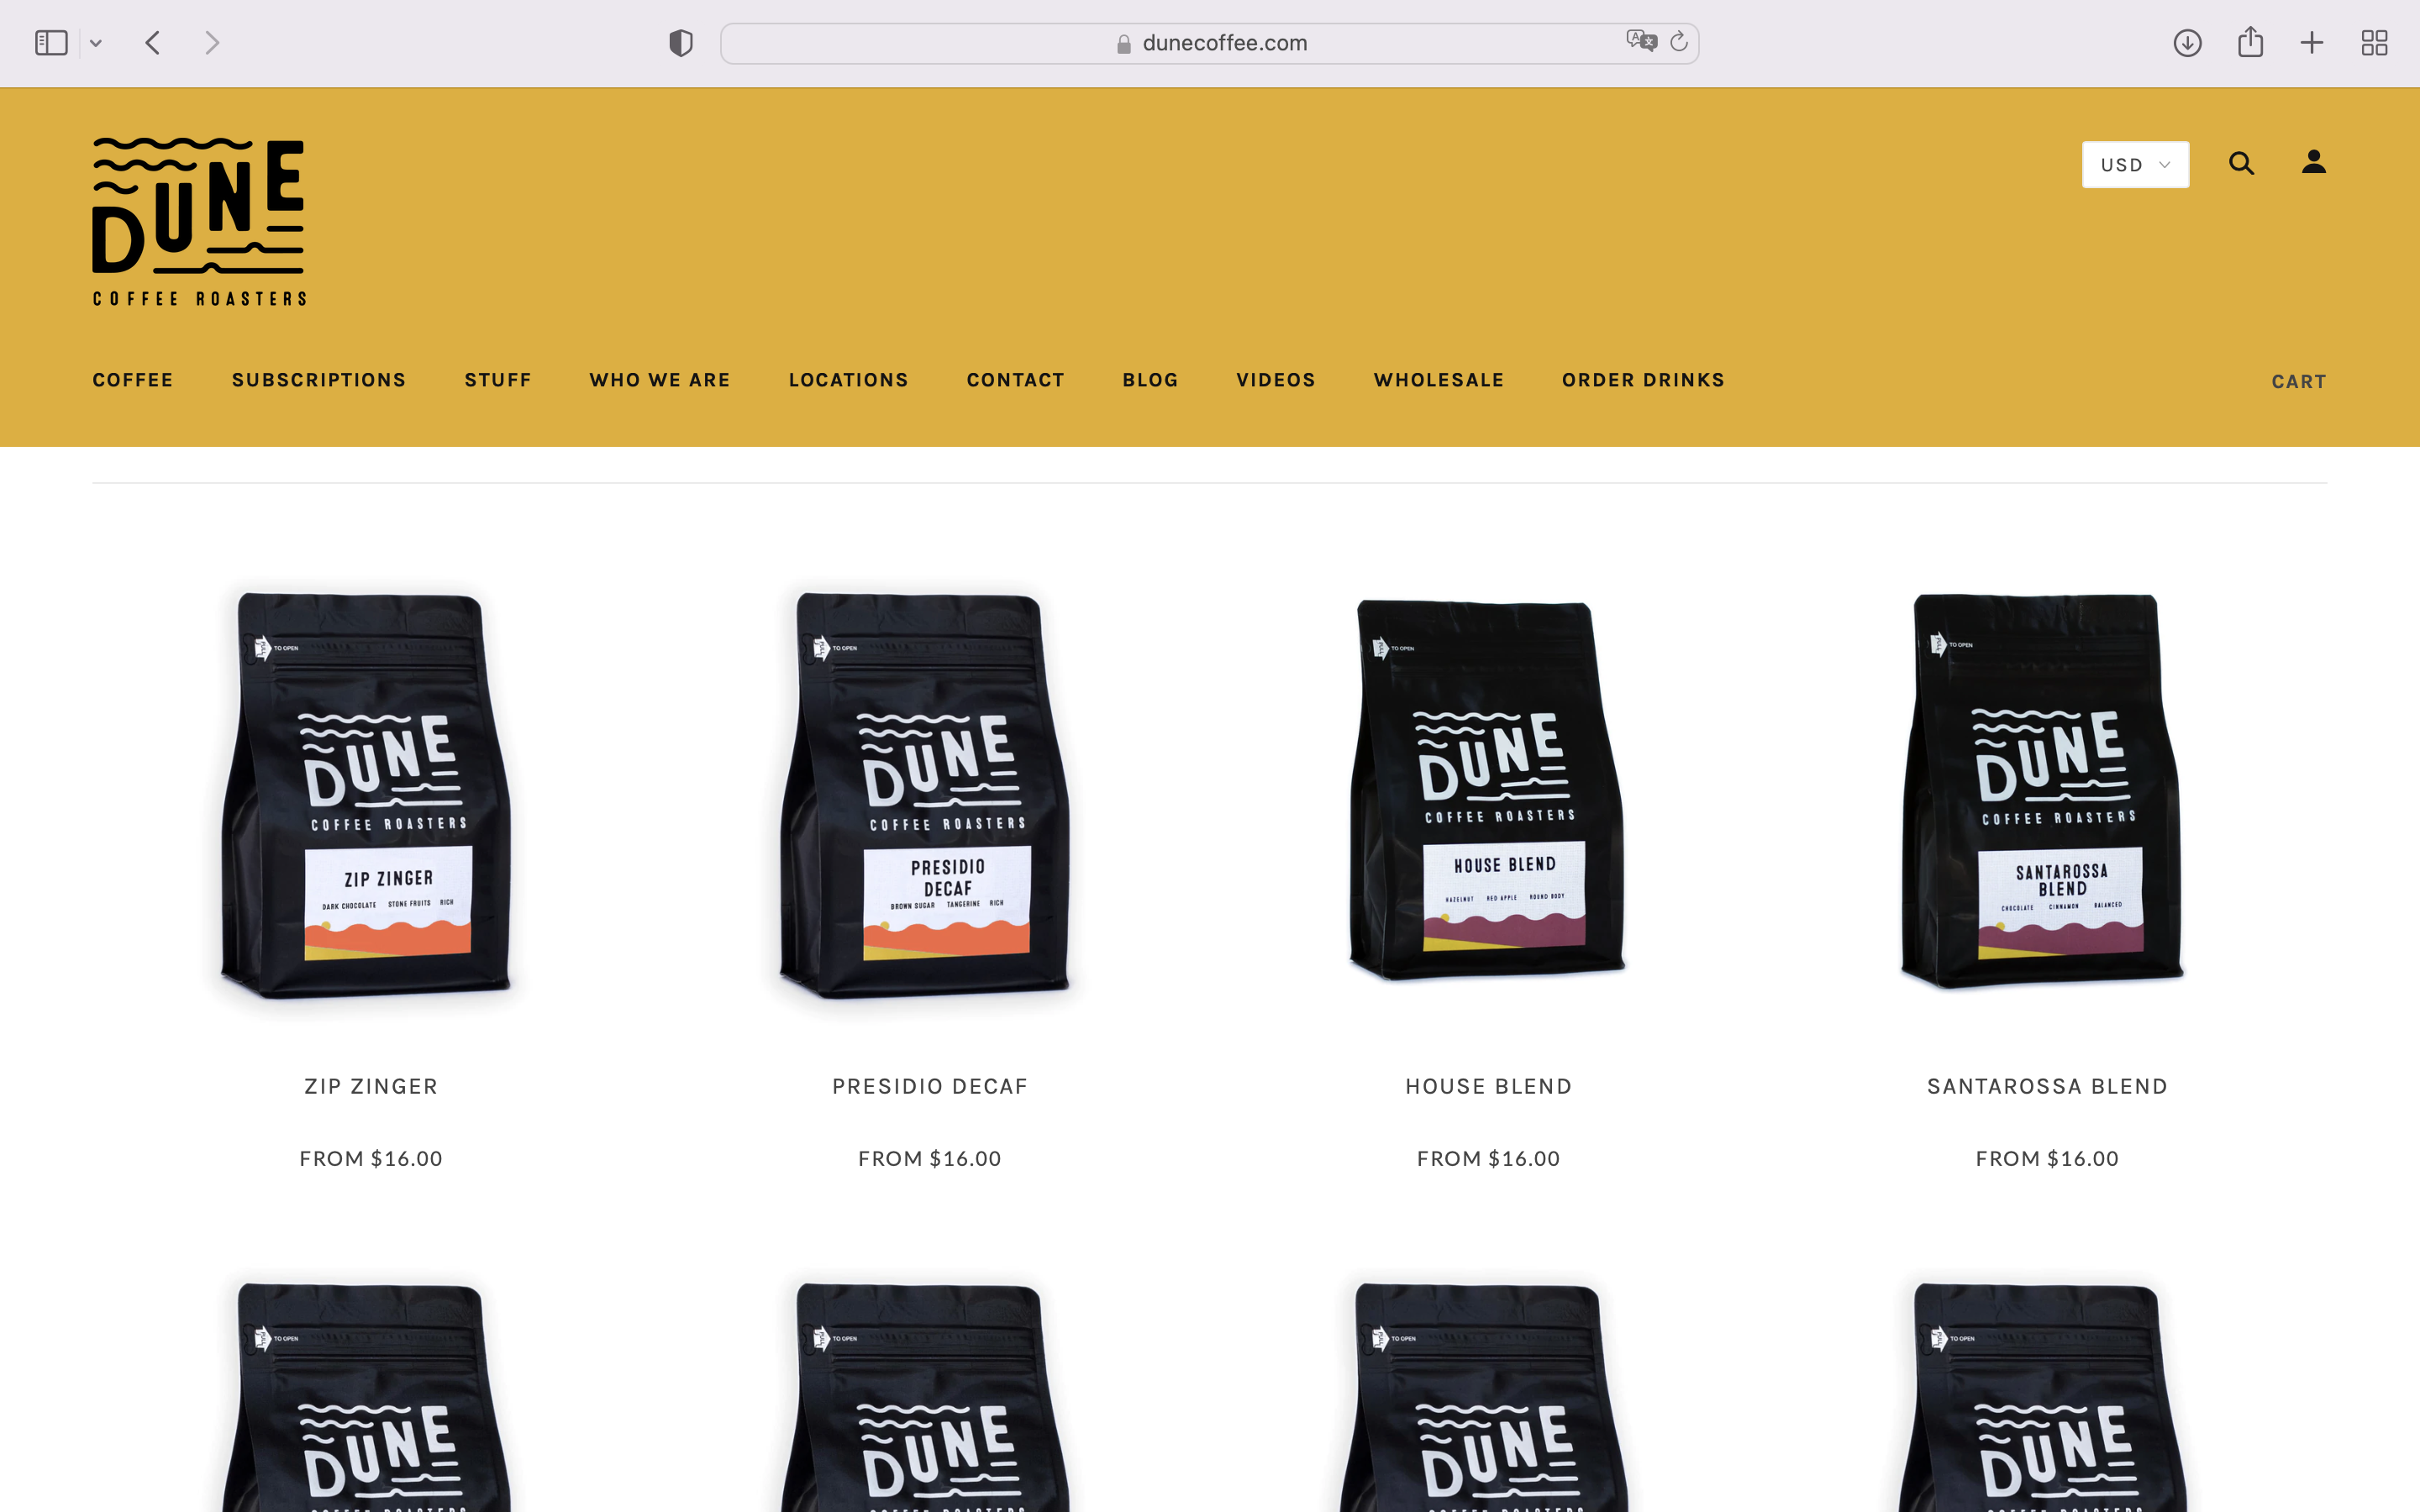 dunecoffee.com
DUNE
COFFEE ROASTERS
USD
COFFEE SUBSCRIPTIONS STUFF WHO WE ARE LOCATIONS CONTACT BLOG VIDEOS WHOLESALE ORDER DRINKS CART
TO OPEN
DUNE
COFFEE ROASTERS
ZIP ZINGER
DARK CHOCOLATE STONE FRUITS RICH
TO OPEN
DUNE
COFFEE ROASTERS
PRESIDIO
DECAF
BROWN SUGAR TANGERINE RICH
TO OPEN
DUNE
COFFEE ROASTERS
HOUSE BLEND
HAZELNUT RED APPLE ROUND BODY
TO OPEN
DUNE
COFFEE ROASTERS
SANTAROSSA
BLEND
CHOCOLATE CINNAMON BALANCED
ZIP ZINGER
FROM $16.00
PRESIDIO DECAF
FROM $16.00
HOUSE BLEND
FROM $16.00
SANTAROSSA BLEND
FROM $16.00
TO OPEN
DUNE
TO OPEN
DUNE
TO OPEN
DUNE
TO OPEN
DUNE